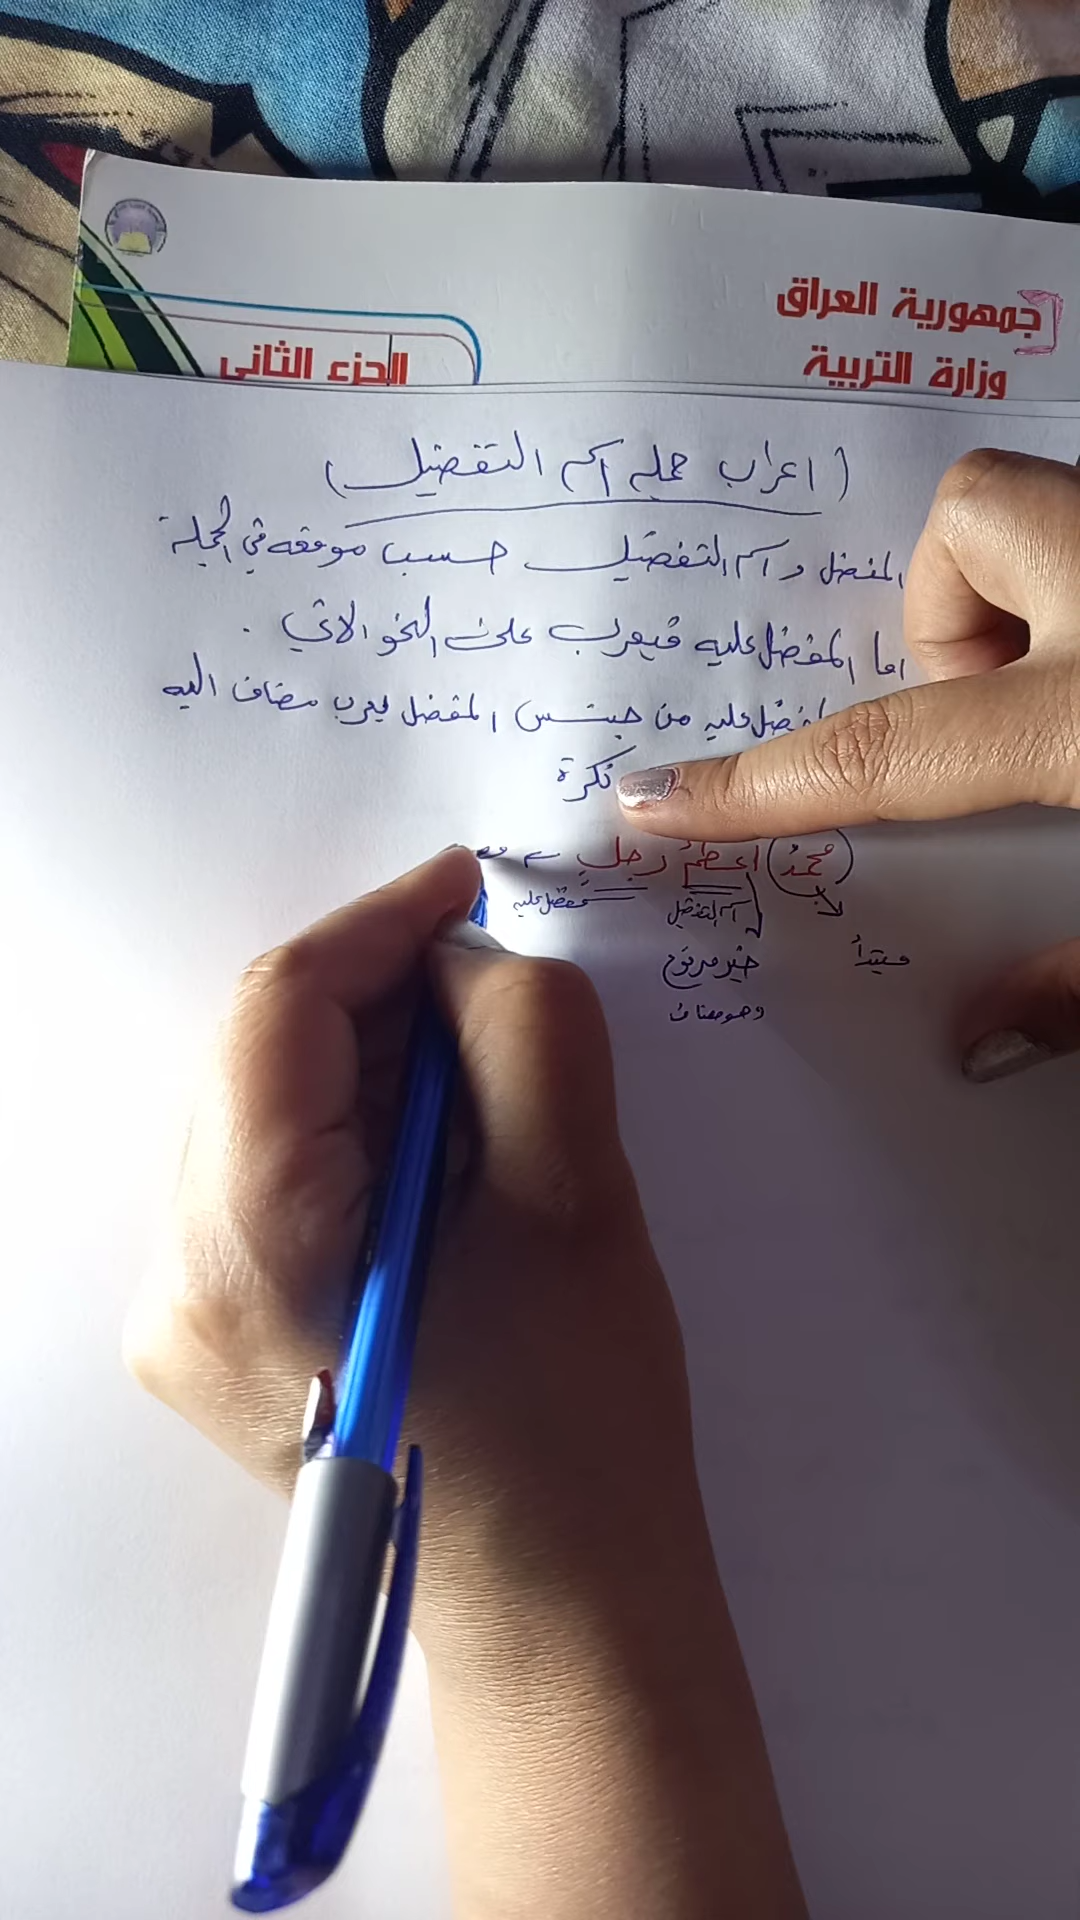 جمهورية العراق
وزارة التربية
الجزء الثاني
(اعراب جملة اسم التفضيل)
المفضل واسم التفضيل حسب موقعه في الجملة
اما المفضل عليه فيعرب على النحو الاتي .
المفضل عليه من جنس المفضل يعرب مضاف اليه
نكرة
محمدُ اعظمُ رجلٍ
اسم التفضيل مفضل عليه
مبتدأ خبر مرفوع
وهو مضاف